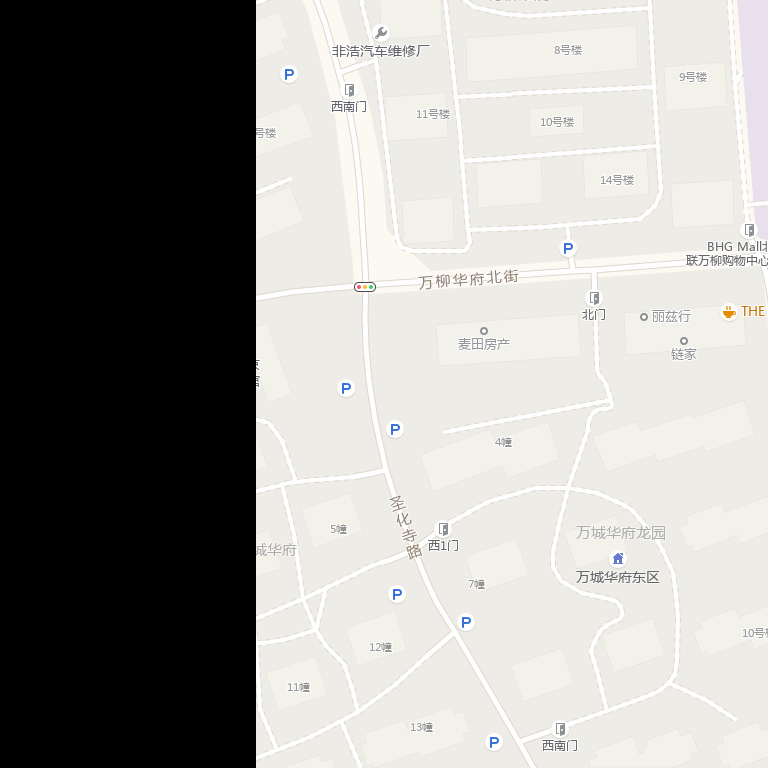 非浩汽车维修厂
8号楼
P
9号楼
西南门
11号楼
10号楼
号楼
14号楼
P
BHG Mall北
联万柳购物中心
万柳华府北街
北门
丽兹行
THE
麦田房产
链家
P
P
4幢
圣化寺路
5幢
西1门
万城华府龙园
城华府
万城华府东区
7幢
P
P
12幢
10号
11幢
13幢
P
西南门